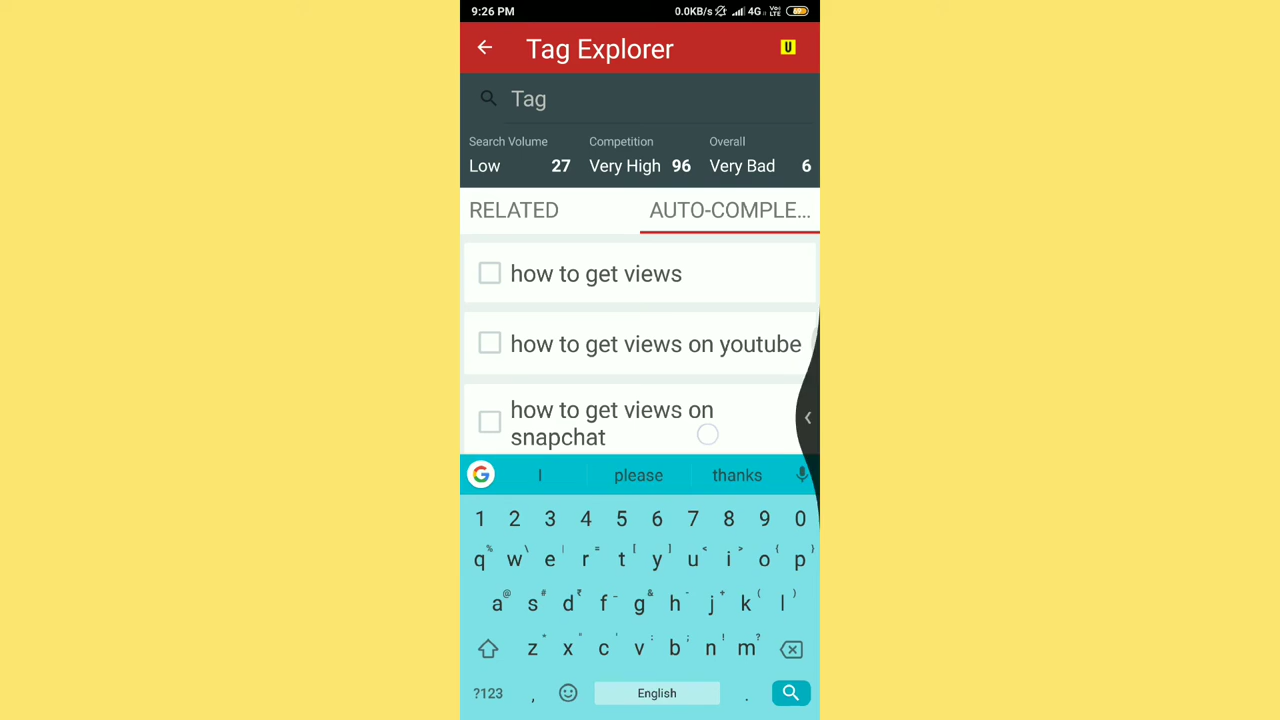 9:26 PM 0.0KB/s 4G VoLTE 69
Tag Explorer U
Tag
Search Volume Competition Overall
Low 27 Very High 96 Very Bad 6
RELATED AUTO-COMPLE...
how to get views
how to get views on youtube
how to get views on
snapchat
G I please thanks
1 2 3 4 5 6 7 8 9 0
% \ | = [ ] < > { }
q w e r t y u i o p
@ # ₹ _ & - + ( )
a s d f g h j k l
* " ' : ; ! ?
z x c v b n m
?123 , English .